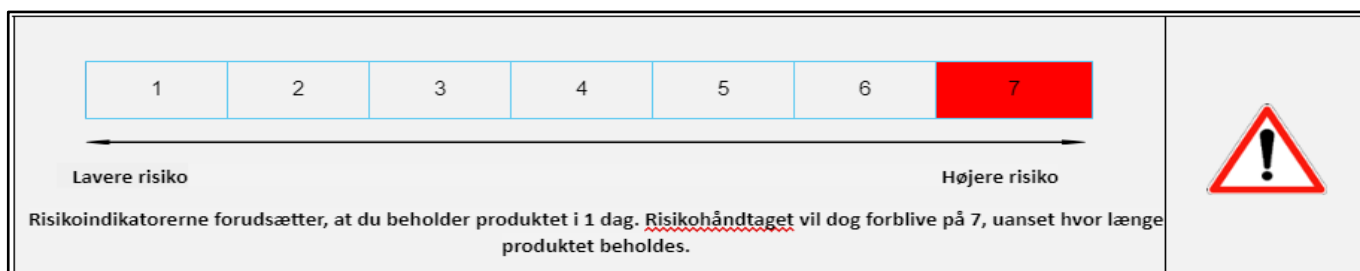 1 2 3 4 5 6 7
Lavere risiko Højere risiko
Risikoindikatorerne forudsætter, at du beholder produktet i 1 dag. Risikohåndtaget vil dog forblive på 7, uanset hvor længe
produktet beholdes.